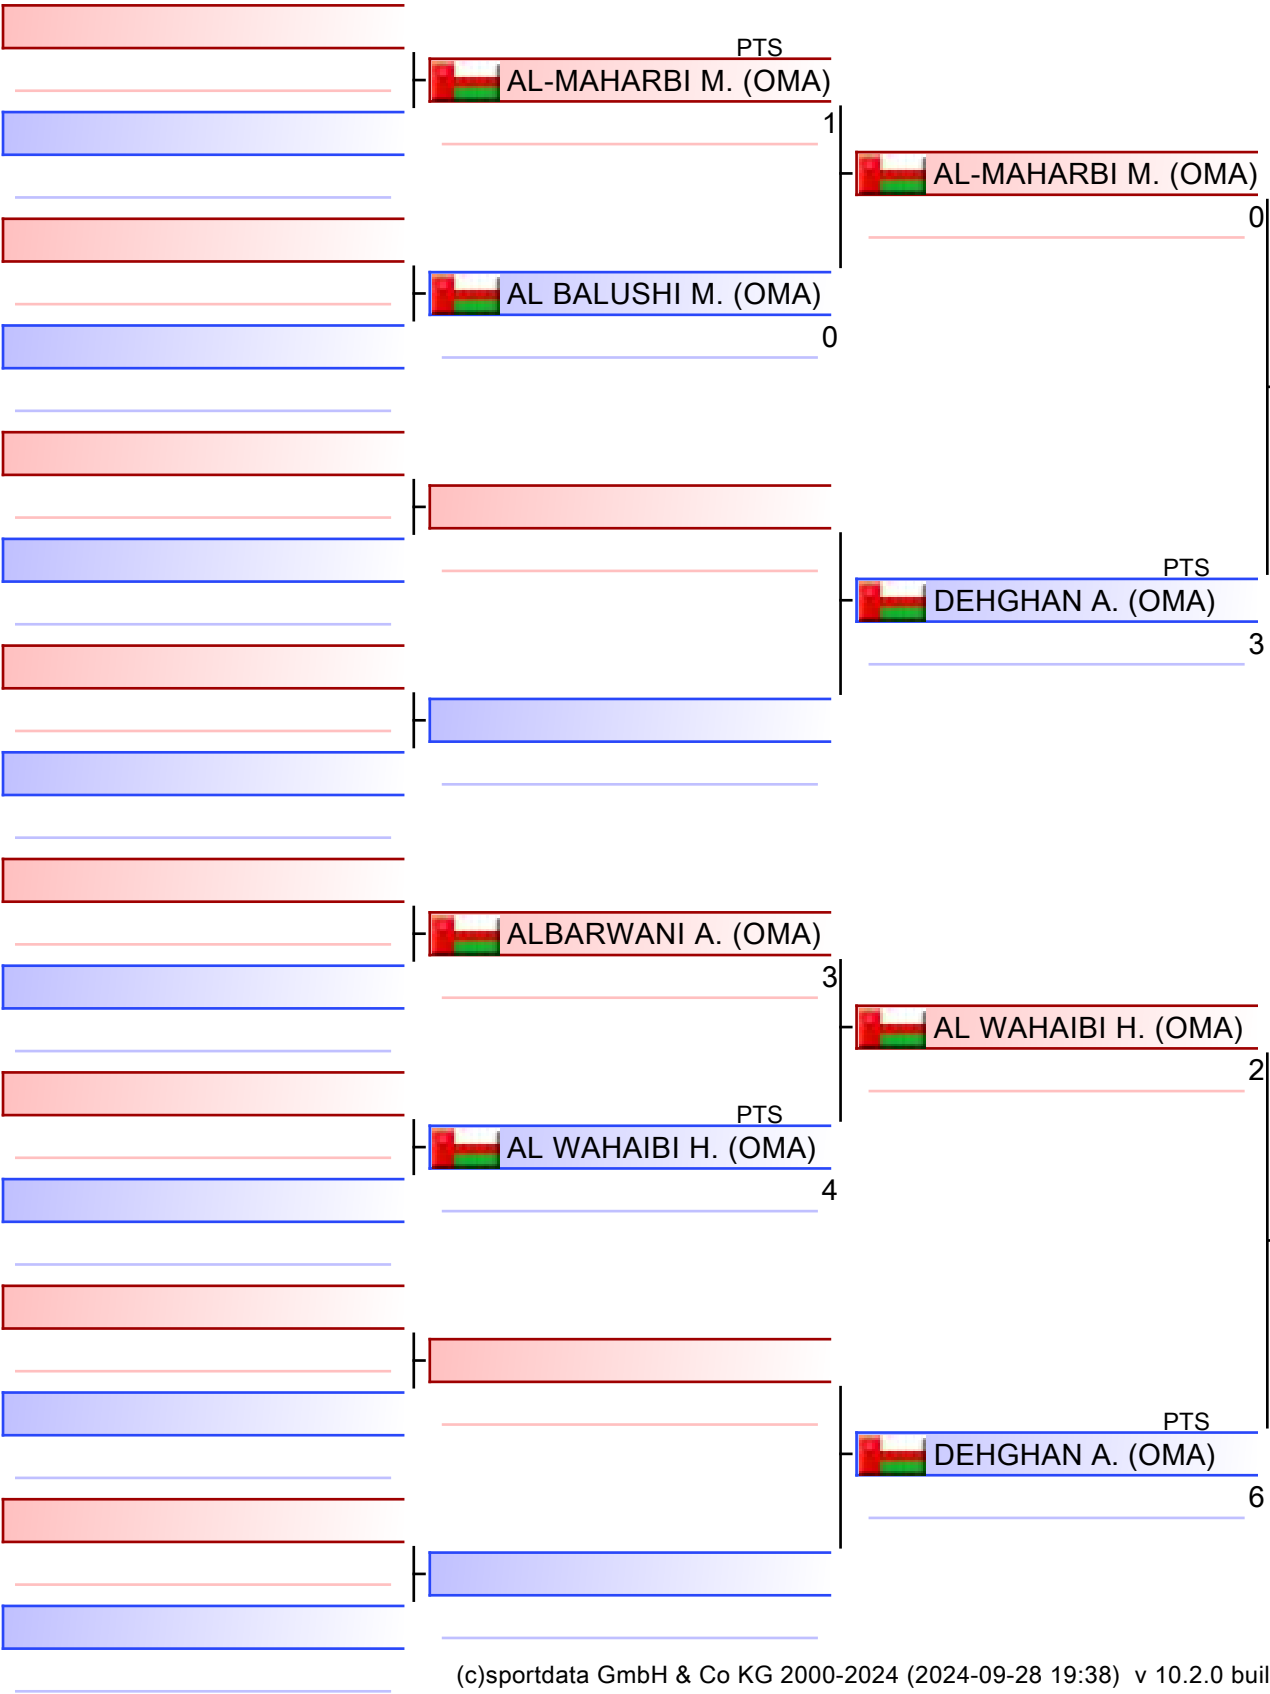 PTS
AL-MAHARBI M. (OMA)
1
AL-MAHARBI M. (OMA)
0
AL BALUSHI M. (OMA)
0
PTS
DEHGHAN A. (OMA)
3
ALBARWANI A. (OMA)
3
AL WAHAIBI H. (OMA)
2
PTS
AL WAHAIBI H. (OMA)
4
PTS
DEHGHAN A. (OMA)
6
(c)sportdata GmbH & Co KG 2000-2024 (2024-09-28 19:38) v 10.2.0 buil